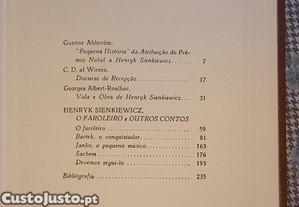 Gunnar Ahlström,
"Pequena História" da Atribuição do Pré-
mio Nobel a Henryk Sienkiewicz 7
C. D. af Wirsén,
Discurso de Recepção 17
Georges Albert-Roulhac,
Vida e Obra de Henryk Sienkiewicz 31
HENRYK SIENKIEWICZ,
O FAROLEIRO e OUTROS CONTOS
O faroleiro 59
Bartek, o conquistador 81
Janko, o pequeno músico 163
Sachem 176
Devemos segui-lo 193
Bibliografia 235
CustoJusto.pt